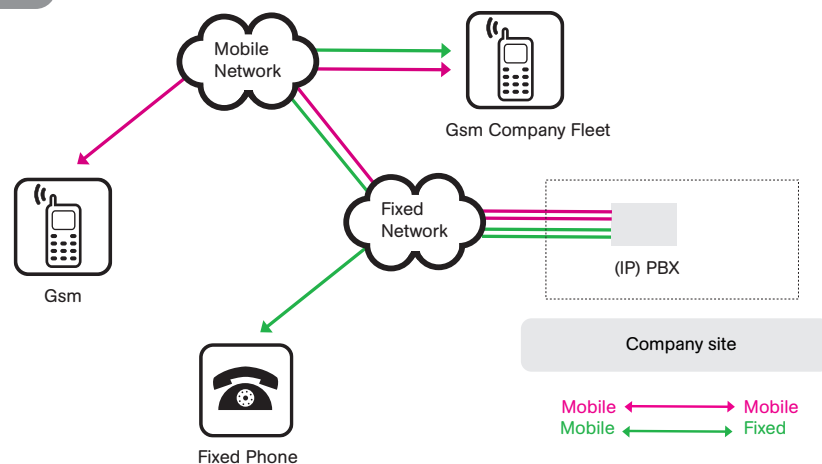 Mobile
Network
Gsm Company Fleet
Gsm
Fixed
Network
(IP) PBX
Company site
Mobile Mobile
Mobile Fixed
Fixed Phone